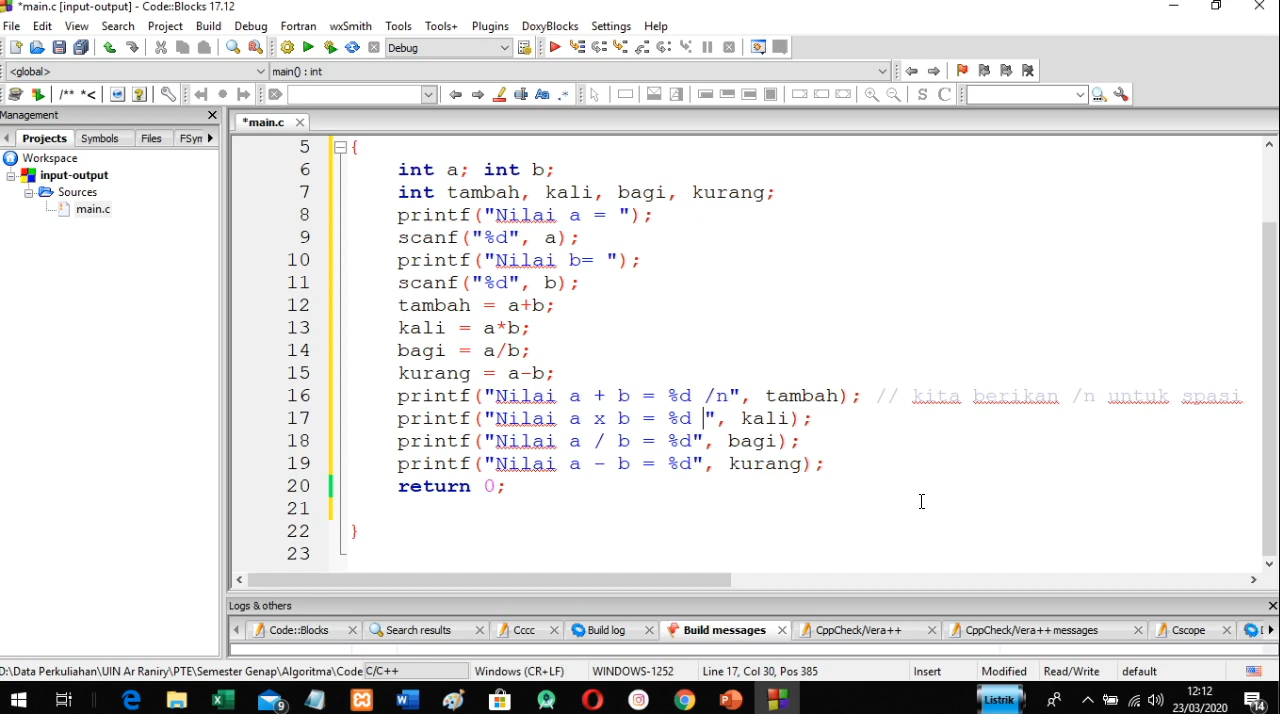 *main.c [input-output] - Code::Blocks 17.12
File Edit View Search Project Build Debug Fortran wxSmith Tools Tools+ Plugins DoxyBlocks Settings Help
Debug
<global> main() : int
/** *< S C
Management
Projects Symbols Files FSym
*main.c
Workspace
input-output
Sources
main.c
5 {
6 int a; int b;
7 int tambah, kali, bagi, kurang;
8 printf("Nilai a = ");
9 scanf("%d", a);
10 printf("Nilai b= ");
11 scanf("%d", b);
12 tambah = a+b;
13 kali = a*b;
14 bagi = a/b;
15 kurang = a-b;
16 printf("Nilai a + b = %d /n", tambah); // kita berikan /n untuk spasi
17 printf("Nilai a x b = %d ", kali);
18 printf("Nilai a / b = %d", bagi);
19 printf("Nilai a - b = %d", kurang);
20 return 0;
21
22 }
23
Logs & others
Code::Blocks Search results Cccc Build log Build messages CppCheck/Vera++ CppCheck/Vera++ messages Cscope
D:\Data Perkuliahan\UIN Ar Raniry\PTE\Semester Genap\Algoritma\Code C/C++ Windows (CR+LF) WINDOWS-1252 Line 17, Col 30, Pos 385 Insert Modified Read/Write default
9 Listrik 12:12
23/03/2020 14